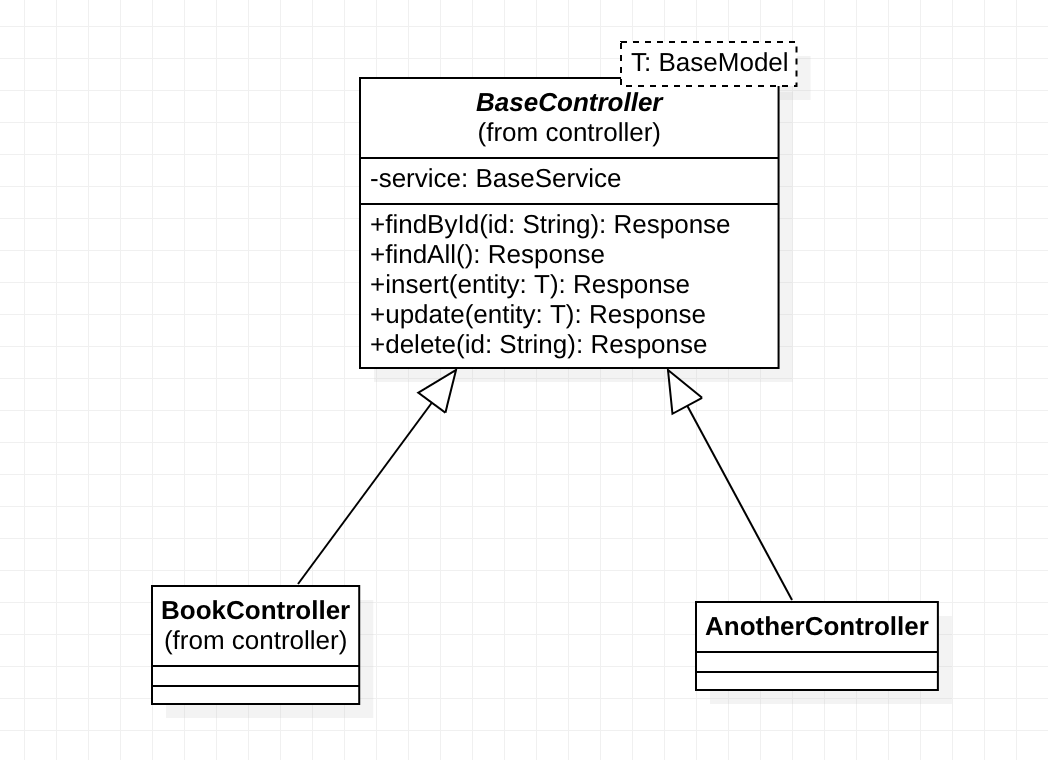 T: BaseModel
BaseController
(from controller)
-service: BaseService
+findById(id: String): Response
+findAll(): Response
+insert(entity: T): Response
+update(entity: T): Response
+delete(id: String): Response
BookController
(from controller)
AnotherController